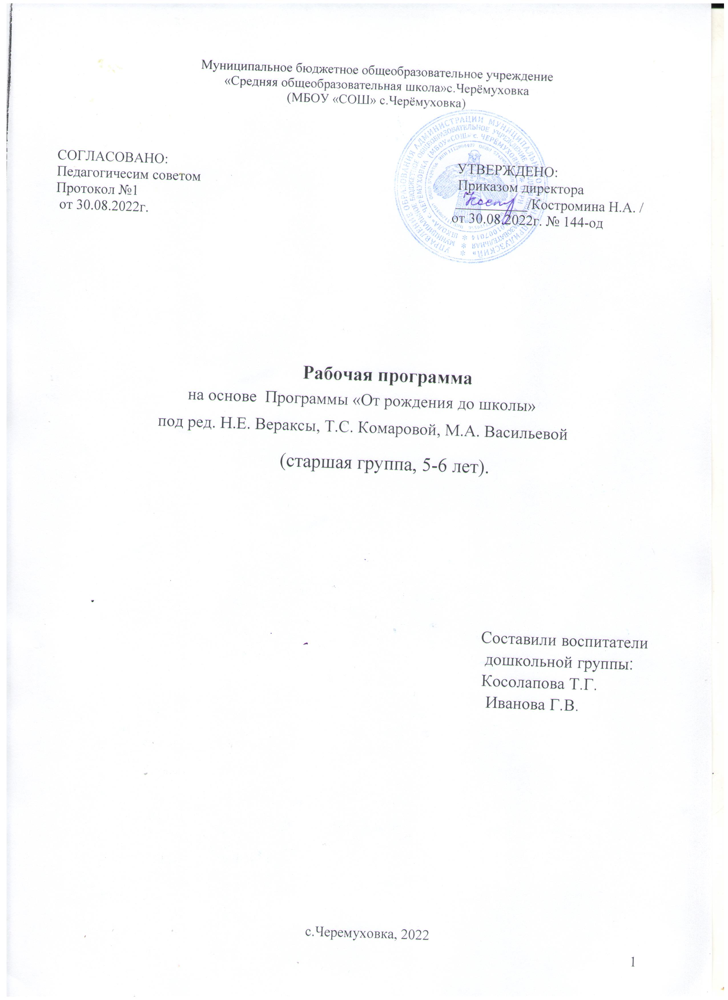 Муниципальное бюджетное общеобразовательное учреждение
«Средняя общеобразовательная школа»с.Черёмуховка
(МБОУ «СОШ» с.Черёмуховка)
СОГЛАСОВАНО:
Педагогичесим советом
Протокол №1
от 30.08.2022г.
УТВЕРЖДЕНО:
Приказом директора
/Костромина Н.А. /
от 30.08.2022г. № 144-од
Рабочая программа
на основе Программы «От рождения до школы»
под ред. Н.Е. Вераксы, Т.С. Комаровой, М.А. Васильевой
(старшая группа, 5-6 лет).
Составили воспитатели
дошкольной группы:
Косолапова Т.Г.
Иванова Г.В.
с.Черемуховка, 2022
1